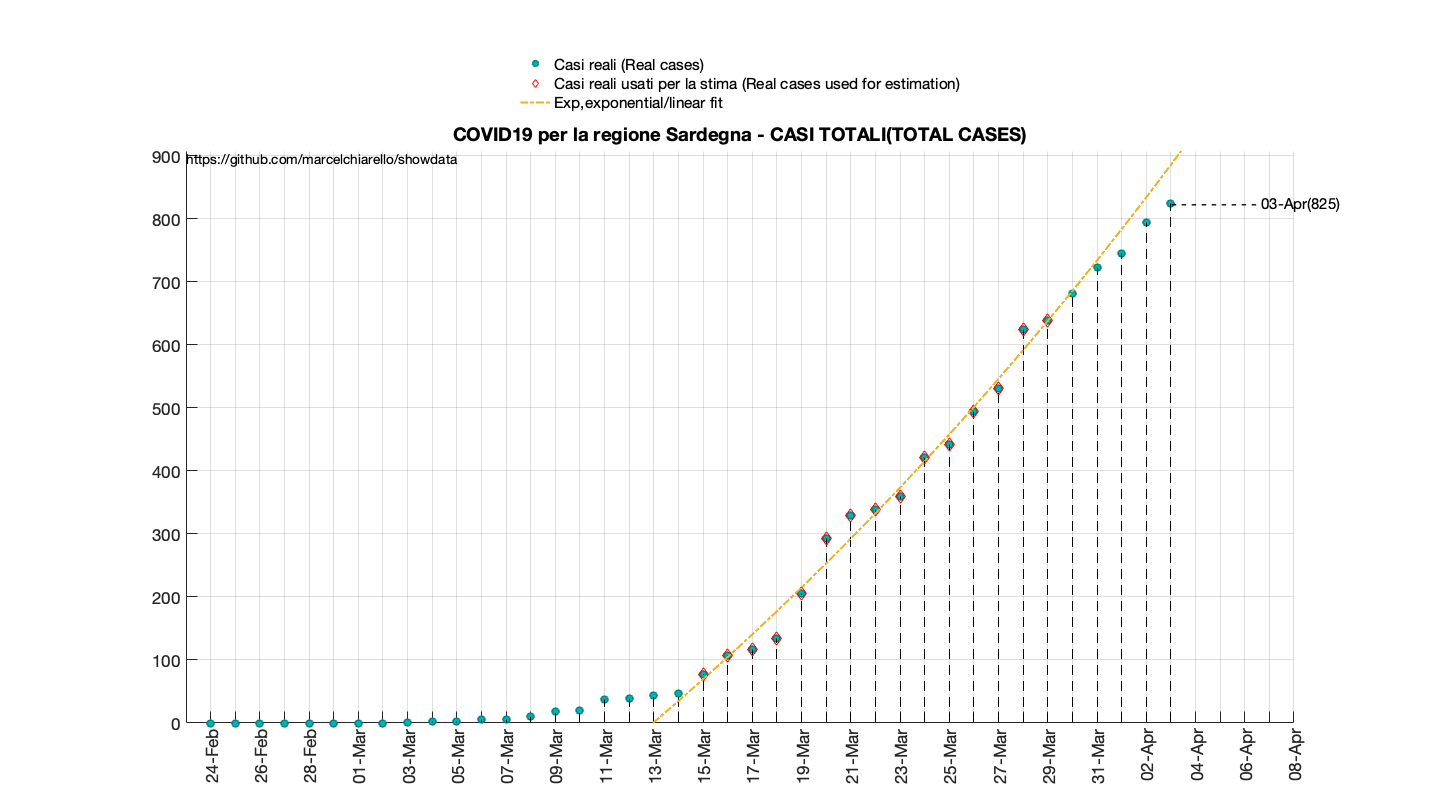 Casi reali (Real cases)
Casi reali usati per la stima (Real cases used for estimation)
Exp,exponential/linear fit
COVID19 per la regione Sardegna - CASI TOTALI(TOTAL CASES)
https://github.com/marcelchiarello/showdata
900
800
700
600
500
400
300
200
100
0
03-Apr(825)
24-Feb
26-Feb
28-Feb
01-Mar
03-Mar
05-Mar
07-Mar
09-Mar
11-Mar
13-Mar
15-Mar
17-Mar
19-Mar
21-Mar
23-Mar
25-Mar
27-Mar
29-Mar
31-Mar
02-Apr
04-Apr
06-Apr
08-Apr